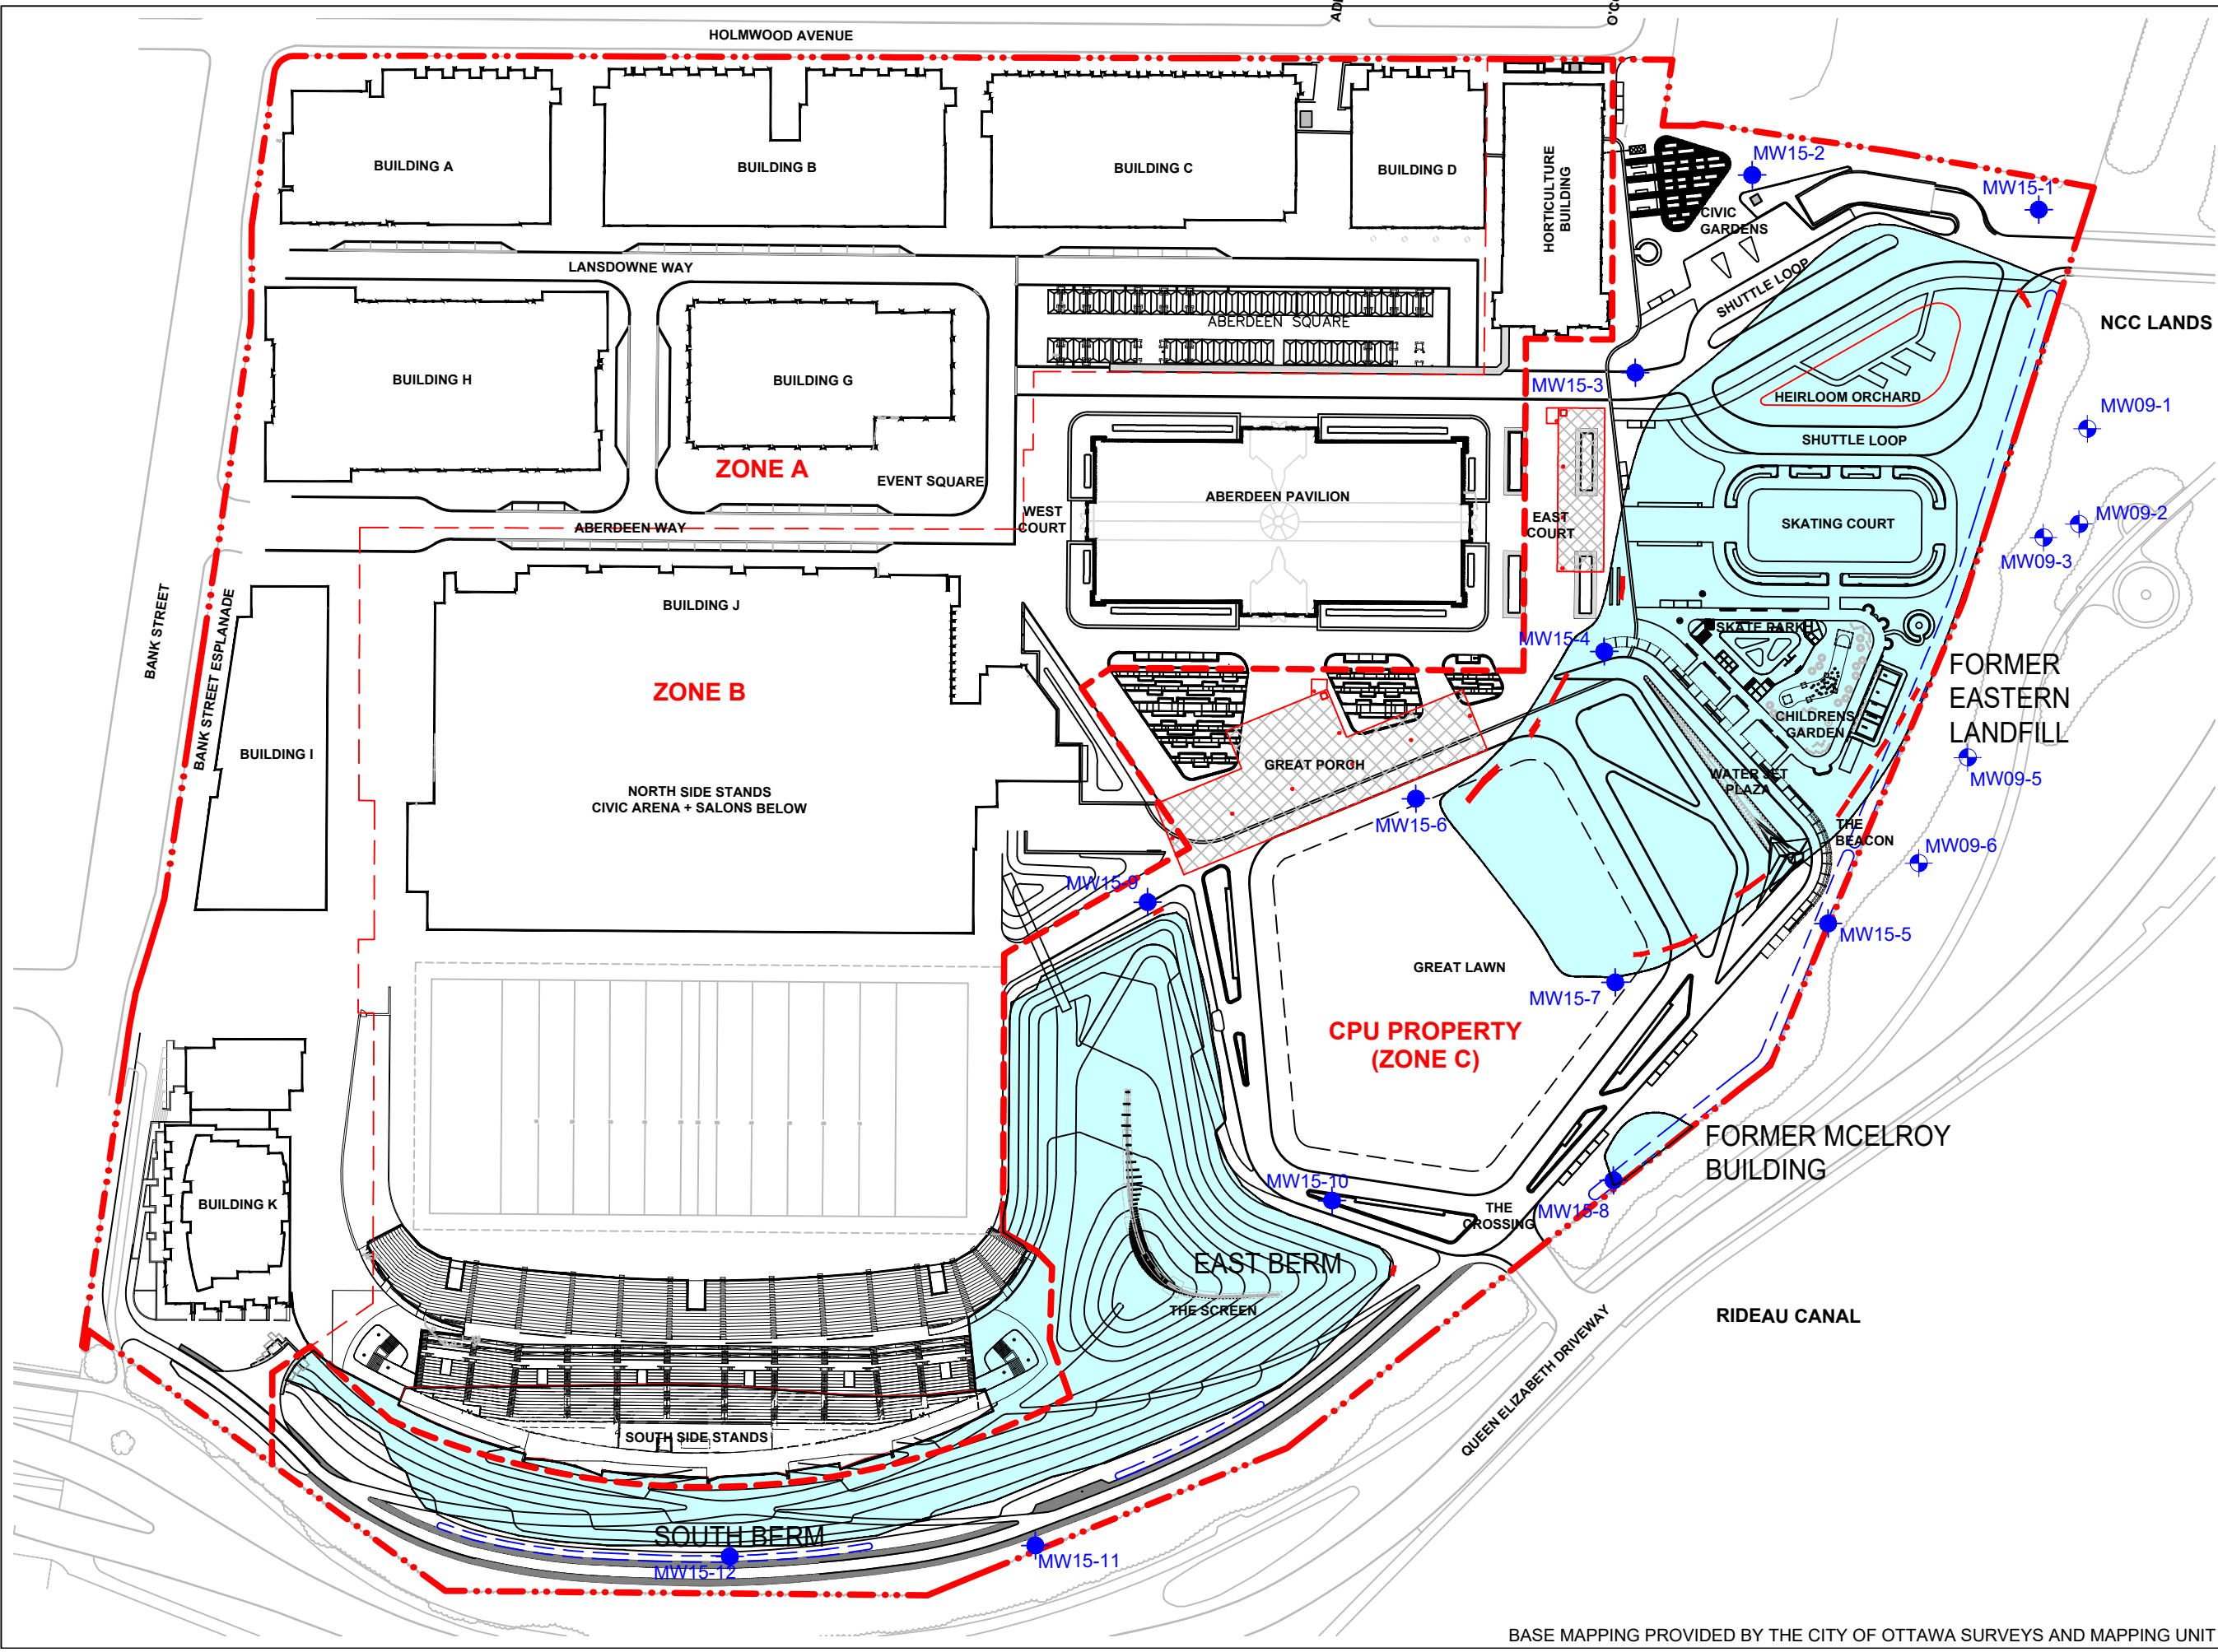 ADE
O'CO
HOLMWOOD AVENUE
BUILDING A
BUILDING B
BUILDING C
BUILDING D
HORTICULTURE
BUILDING
MW15-2
MW15-1
CIVIC
GARDENS
LANSDOWNE WAY
SHUTTLE LOOP
ABERDEEN SQUARE
NCC LANDS
BUILDING H
BUILDING G
MW15-3
HEIRLOOM ORCHARD
MW09-1
SHUTTLE LOOP
ZONE A
EVENT SQUARE
ABERDEEN PAVILION
WEST
COURT
EAST
COURT
SKATING COURT
MW09-2
MW09-3
ABERDEEN WAY
BANK STREET
BANK STREET ESPLANADE
BUILDING J
SKATE PARK
MW15-4
ZONE B
FORMER
EASTERN
LANDFILL
CHILDRENS
GARDEN
BUILDING I
GREAT PORCH
WATER JET
PLAZA
MW09-5
NORTH SIDE STANDS
CIVIC ARENA + SALONS BELOW
MW15-6
THE
BEACON
MW09-6
MW15-9
MW15-5
GREAT LAWN
MW15-7
CPU PROPERTY
(ZONE C)
FORMER MCELROY
BUILDING
BUILDING K
MW15-10
THE
CROSSING
MW15-8
EAST BERM
THE SCREEN
RIDEAU CANAL
QUEEN ELIZABETH DRIVEWAY
SOUTH SIDE STANDS
SOUTH BERM
MW15-12
MW15-11
BASE MAPPING PROVIDED BY THE CITY OF OTTAWA SURVEYS AND MAPPING UNIT